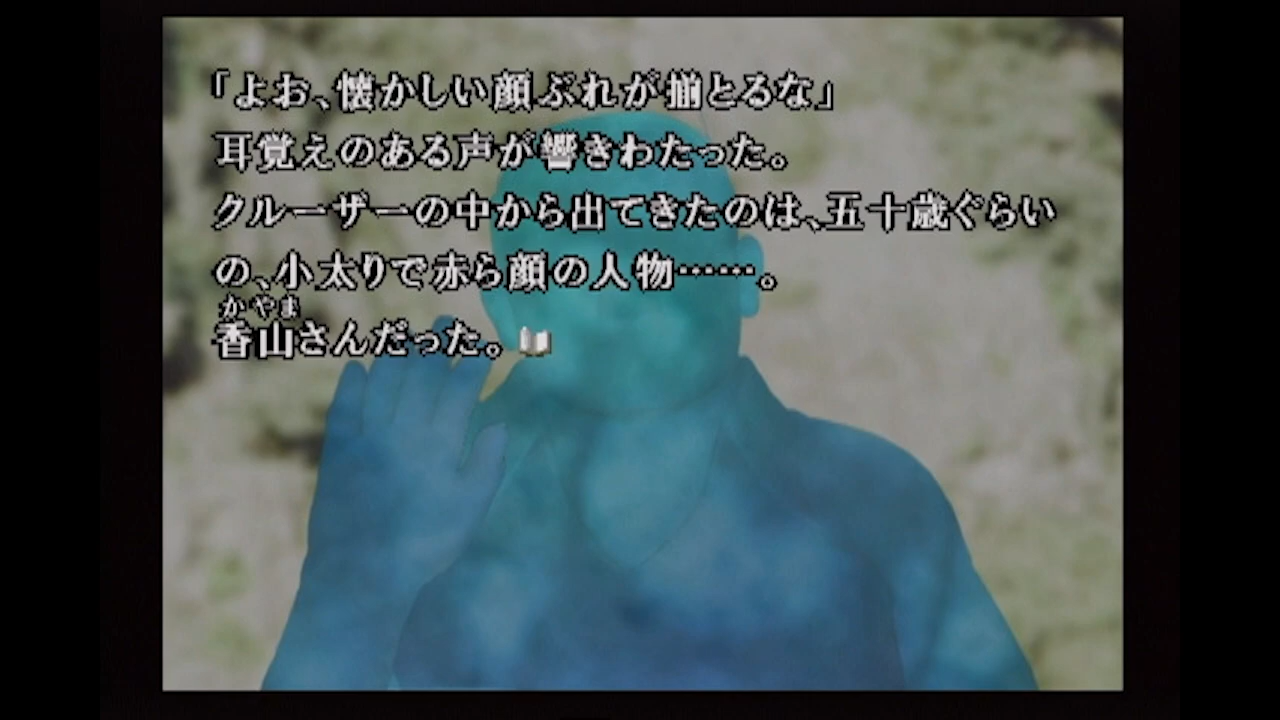 「よお、懐かしい顔ぶれが揃とるな」
耳覚えのある声が響きわたった。
クルーザーの中から出てきたのは、五十歳ぐらい
の、小太りで赤ら顔の人物……。
かやま
香山さんだった。